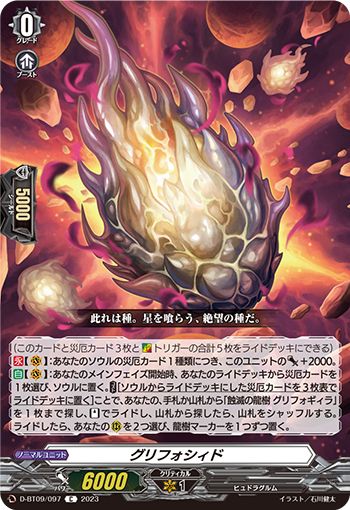 0
グレード
ブースト
5000
シールド
此れは種。星を喰らう、絶望の種だ。
(このカードと災厄カード3枚とトリガーの合計5枚をライドデッキにできる)
永【】:あなたのソウルの災厄カード1種類につき、このユニットの+2000。
自【】:あなたのメインフェイズ開始時、あなたのライドデッキから災厄カードを
1枚選び、ソウルに置く。【ソウルからライドデッキにした災厄カードを3枚表で
ライドデッキに置く】ことで、あなたの手札か山札から「蝕滅の龍樹 グリフォギィラ」
を1枚まで探し、でライドし、山札から探したら、山札をシャッフルする。
ライドしたら、あなたのを2つ選び、龍樹マーカーを1つずつ置く。
ノーマルユニット
グリフォシィド
D-BT09/097 C 2023
パワー
6000
クリティカル
1
ヒュドラグルム
イラスト/石川健太